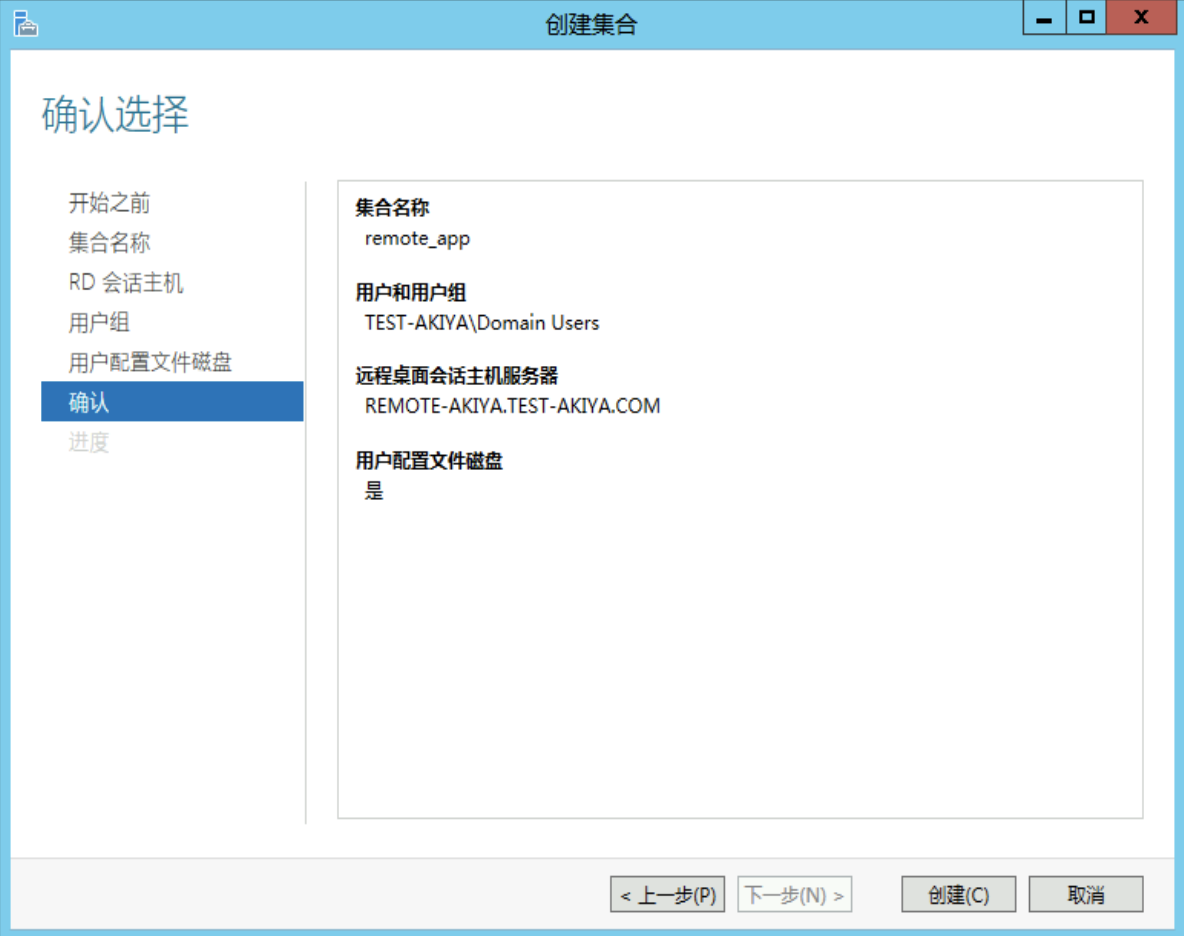 创建集合
确认选择
开始之前
集合名称
RD 会话主机
用户组
用户配置文件磁盘
确认
进度
集合名称
remote_app
用户和用户组
TEST-AKIYA\Domain Users
远程桌面会话主机服务器
REMOTE-AKIYA.TEST-AKIYA.COM
用户配置文件磁盘
是
< 上一步(P)
下一步(N) >
创建(C)
取消